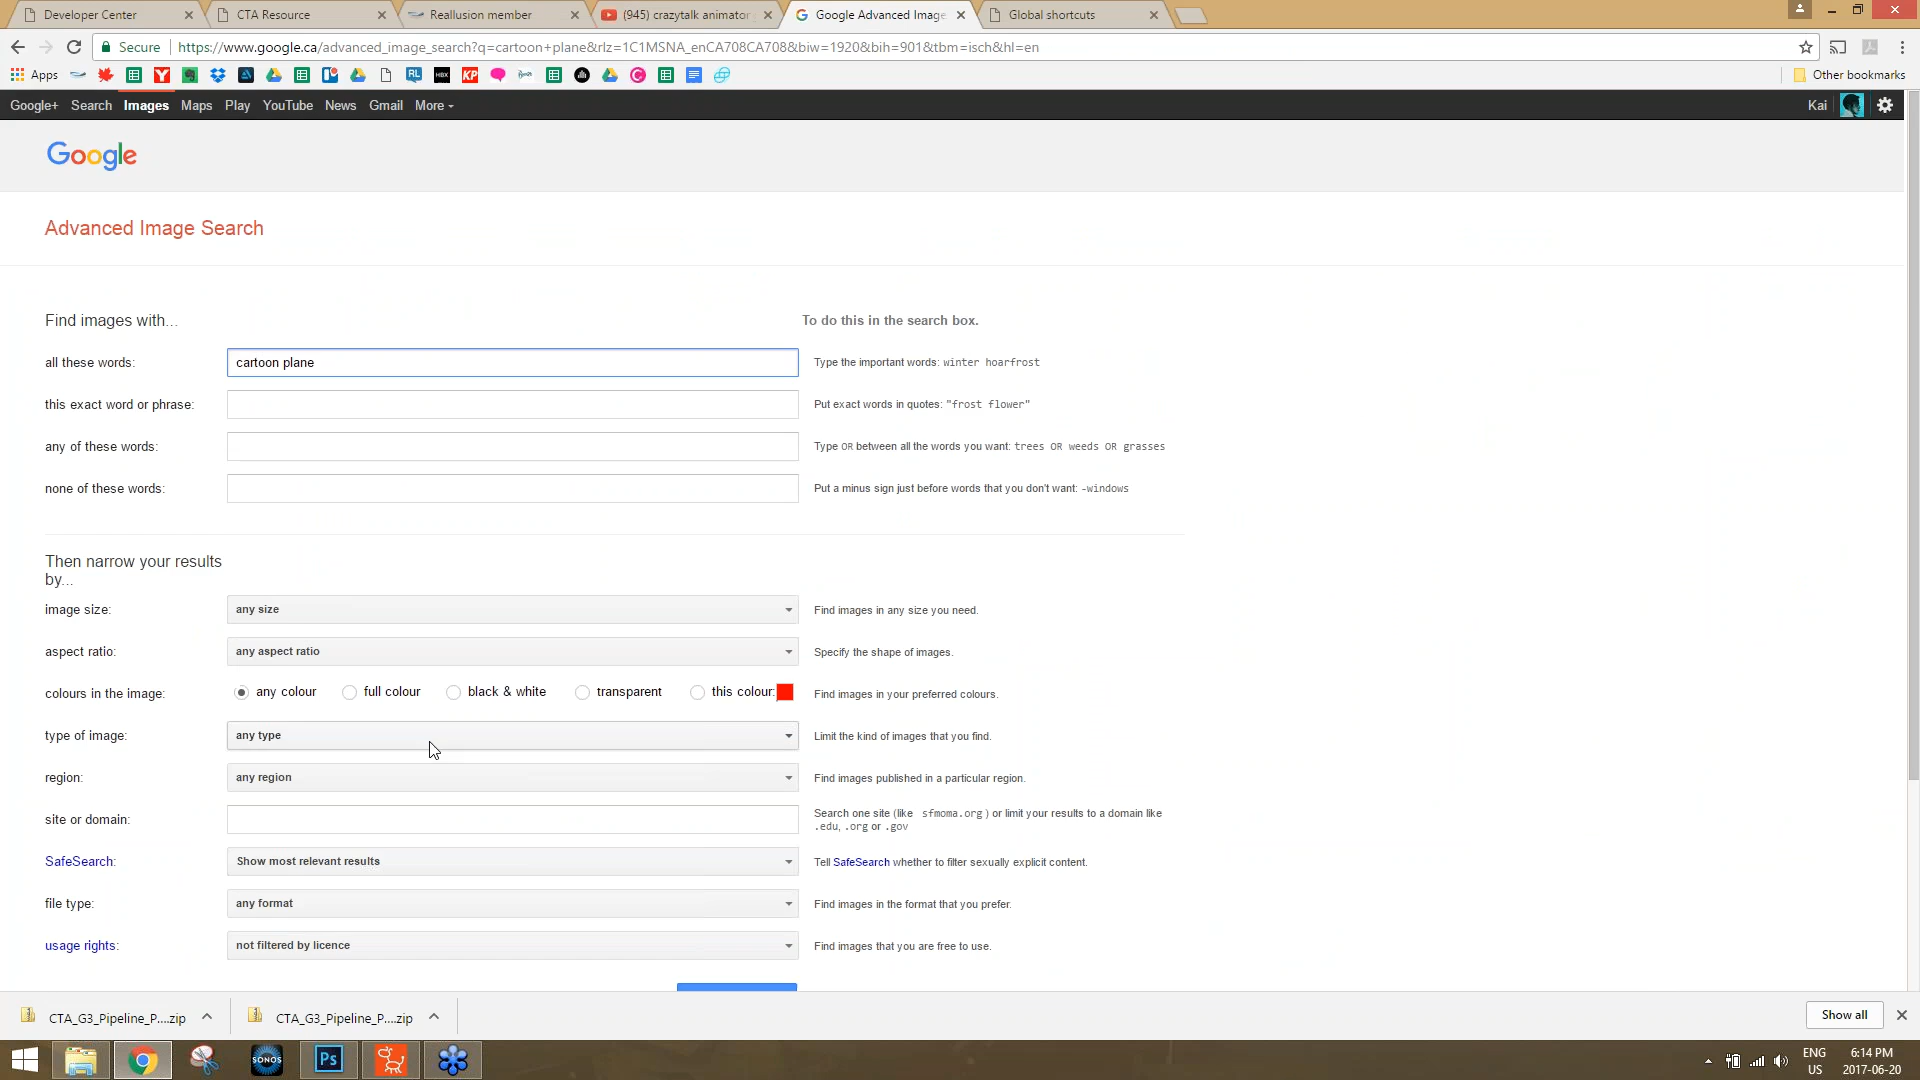 Developer Center
CTA Resource
Reallusion member
(945) crazytalk animator
Google Advanced Image
Global shortcuts
Secure
https://www.google.ca/advanced_image_search?q=cartoon+plane&rlz=1C1MSNA_enCA708CA708&biw=1920&bih=901&tbm=isch&hl=en
Apps
Other bookmarks
Google+ Search Images Maps Play YouTube News Gmail More
Kai
Google
Advanced Image Search
Find images with...
To do this in the search box.
all these words:
cartoon plane
Type the important words: winter hoarfrost
this exact word or phrase:
Put exact words in quotes: "frost flower"
any of these words:
Type OR between all the words you want: trees OR weeds OR grasses
none of these words:
Put a minus sign just before words that you don't want: -windows
Then narrow your results
by...
image size:
any size
Find images in any size you need.
aspect ratio:
any aspect ratio
Specify the shape of images.
colours in the image:
any colour full colour black & white transparent this colour:
Find images in your preferred colours.
type of image:
any type
Limit the kind of images that you find.
region:
any region
Find images published in a particular region.
site or domain:
Search one site (like sfmoma.org ) or limit your results to a domain like
.edu, .org or .gov
SafeSearch:
Show most relevant results
Tell SafeSearch whether to filter sexually explicit content.
file type:
any format
Find images in the format that you prefer.
usage rights:
not filtered by licence
Find images that you are free to use.
CTA_G3_Pipeline_P....zip
CTA_G3_Pipeline_P....zip
Show all
SONOS
Ps
ENG
US
6:14 PM
2017-06-20